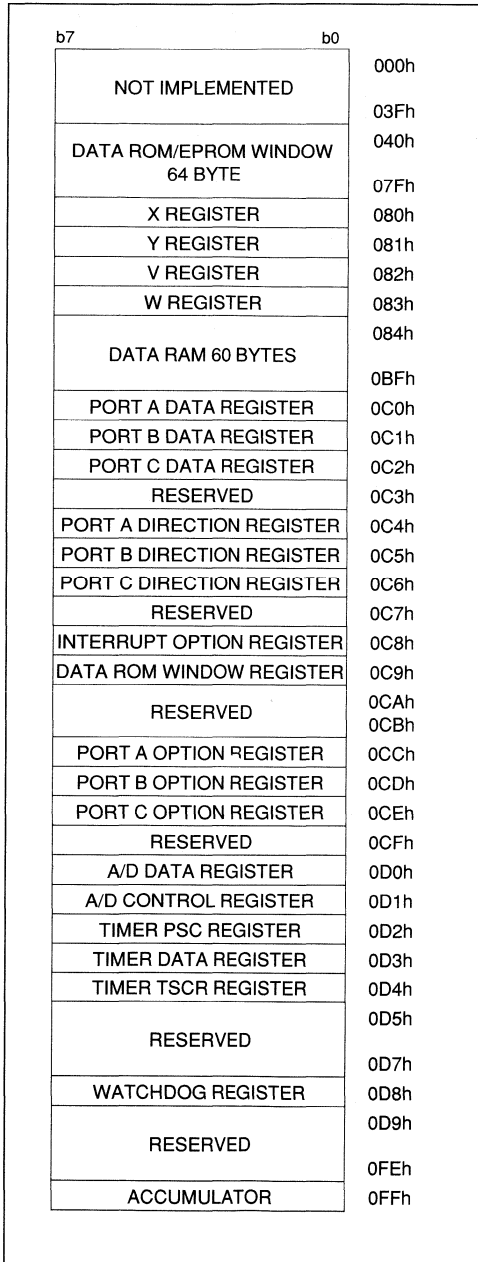 b7 b0
000h
NOT IMPLEMENTED
03Fh
040h
DATA ROM/EPROM WINDOW
64 BYTE
07Fh
X REGISTER 080h
Y REGISTER 081h
V REGISTER 082h
W REGISTER 083h
084h
DATA RAM 60 BYTES
0BFh
PORT A DATA REGISTER 0C0h
PORT B DATA REGISTER 0C1h
PORT C DATA REGISTER 0C2h
RESERVED 0C3h
PORT A DIRECTION REGISTER 0C4h
PORT B DIRECTION REGISTER 0C5h
PORT C DIRECTION REGISTER 0C6h
RESERVED 0C7h
INTERRUPT OPTION REGISTER 0C8h
DATA ROM WINDOW REGISTER 0C9h
0CAh
RESERVED
0CBh
PORT A OPTION REGISTER 0CCh
PORT B OPTION REGISTER 0CDh
PORT C OPTION REGISTER 0CEh
RESERVED 0CFh
A/D DATA REGISTER 0D0h
A/D CONTROL REGISTER 0D1h
TIMER PSC REGISTER 0D2h
TIMER DATA REGISTER 0D3h
TIMER TSCR REGISTER 0D4h
0D5h
RESERVED
0D7h
WATCHDOG REGISTER 0D8h
0D9h
RESERVED
0FEh
ACCUMULATOR 0FFh